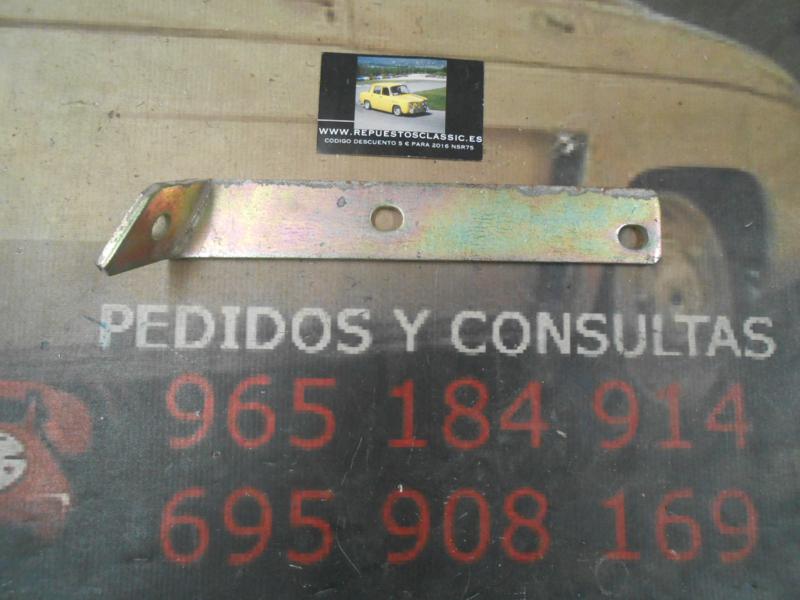 WWW.REPUESTOSCLASSIC.ES
CODIGO DESCUENTO 5 € PARA 2016 NSR75
PEDIDOS Y CONSULTAS
965 184 914
695 908 169